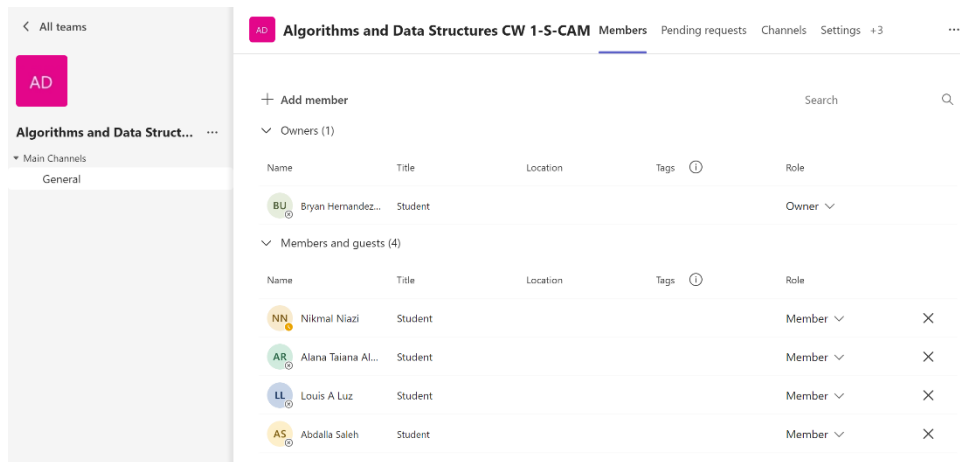 All teams
AD
Algorithms and Data Struct... ...
Main Channels
General
AD Algorithms and Data Structures CW 1-S-CAM Members Pending requests Channels Settings +3 ...
Add member Search
Owners (1)
Name Title Location Tags Role
BU Bryan Hernandez... Student Owner
Members and guests (4)
Name Title Location Tags Role
NN Nikmal Niazi Student Member
AR Alana Taiana Al... Student Member
LL Louis A Luz Student Member
AS Abdalla Saleh Student Member